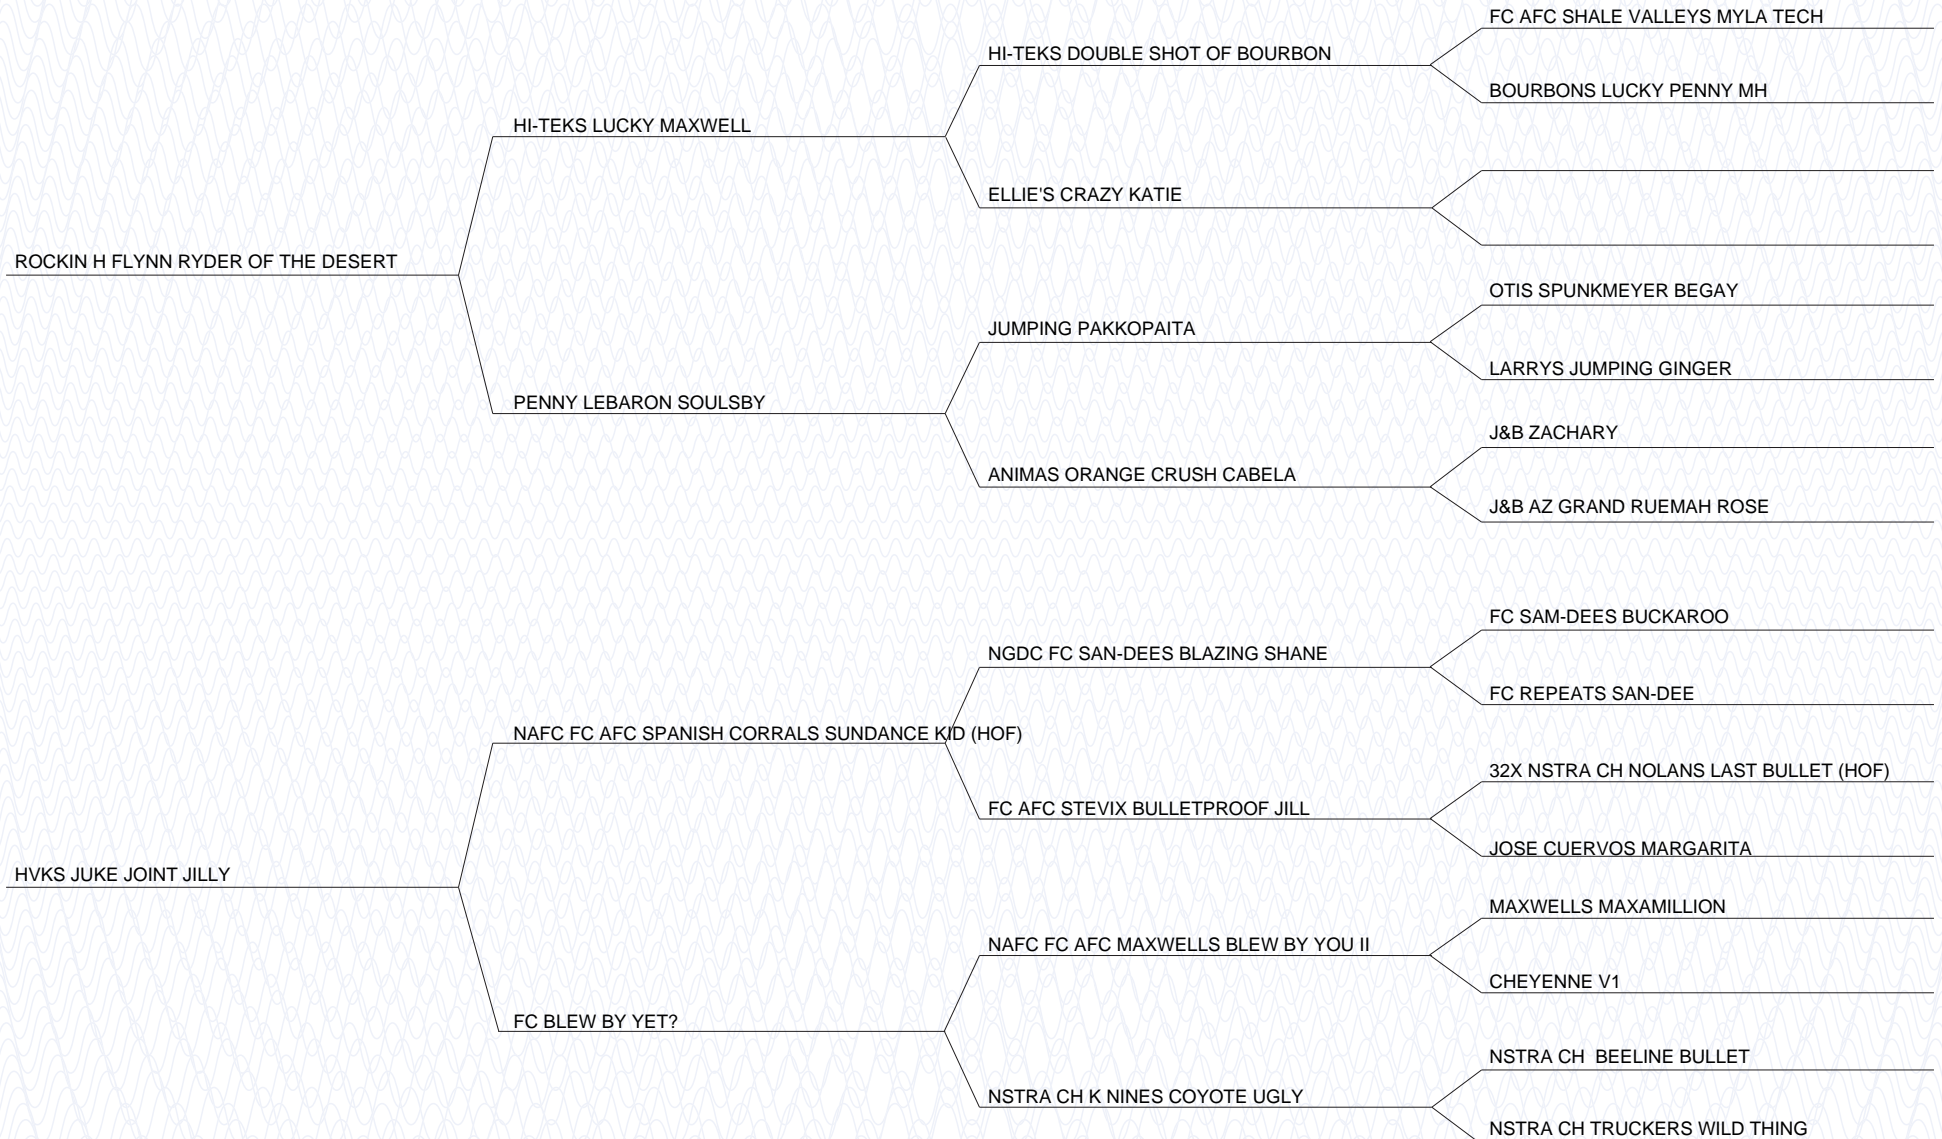 FC AFC SHALE VALLEYS MYLA TECH
HI-TEKS DOUBLE SHOT OF BOURBON
BOURBONS LUCKY PENNY MH
HI-TEKS LUCKY MAXWELL
ELLIE'S CRAZY KATIE
ROCKIN H FLYNN RYDER OF THE DESERT
OTIS SPUNKMEYER BEGAY
JUMPING PAKKOPAITA
LARRYS JUMPING GINGER
PENNY LEBARON SOULSBY
J&B ZACHARY
ANIMAS ORANGE CRUSH CABELA
J&B AZ GRAND RUEMAH ROSE
FC SAM-DEES BUCKAROO
NGDC FC SAN-DEES BLAZING SHANE
FC REPEATS SAN-DEE
NAFC FC AFC SPANISH CORRALS SUNDANCE KID (HOF)
32X NSTRA CH NOLANS LAST BULLET (HOF)
FC AFC STEVIX BULLETPROOF JILL
JOSE CUERVOS MARGARITA
HVKS JUKE JOINT JILLY
MAXWELLS MAXAMILLION
NAFC FC AFC MAXWELLS BLEW BY YOU II
CHEYENNE V1
FC BLEW BY YET?
NSTRA CH  BEELINE BULLET
NSTRA CH K NINES COYOTE UGLY
NSTRA CH TRUCKERS WILD THING